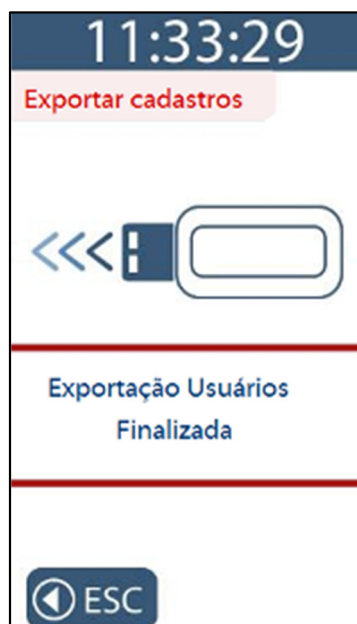 11:33:29
Exportar cadastros
Exportação Usuários
Finalizada
ESC